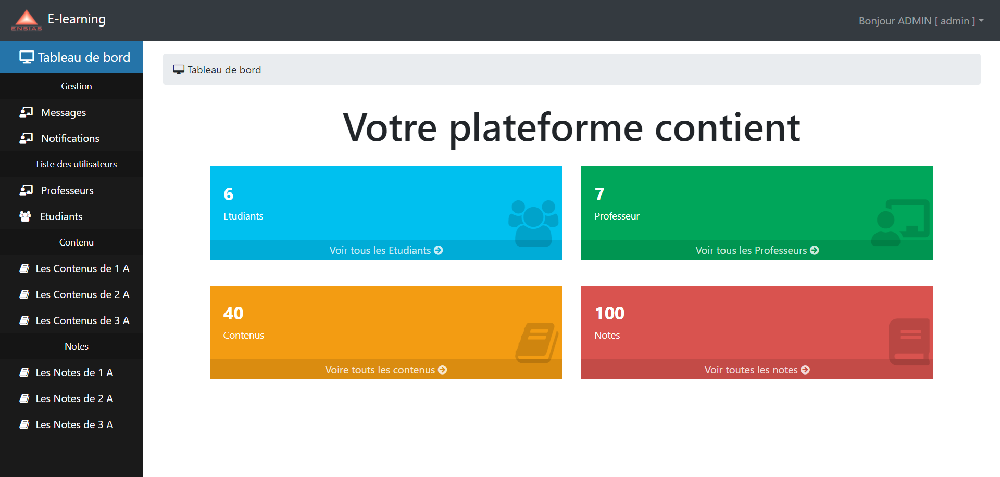 ENSIAS
E-learning
Bonjour ADMIN [ admin ]
Tableau de bord
Gestion
Messages
Notifications
Liste des utilisateurs
Professeurs
Etudiants
Contenu
Les Contenus de 1 A
Les Contenus de 2 A
Les Contenus de 3 A
Notes
Les Notes de 1 A
Les Notes de 2 A
Les Notes de 3 A
Tableau de bord
Votre plateforme contient
6
Etudiants
Voir tous les Etudiants
7
Professeur
Voir tous les Professeurs
40
Contenus
Voire touts les contenus
100
Notes
Voir toutes les notes